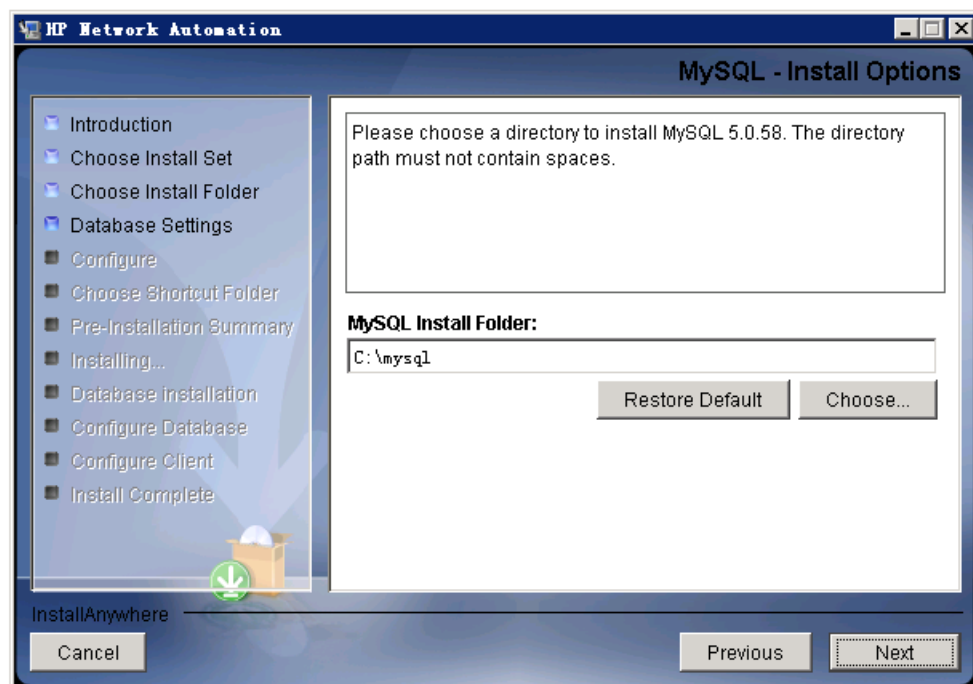 HP Network Automation
MySQL - Install Options
Introduction
Choose Install Set
Choose Install Folder
Database Settings
Configure
Choose Shortcut Folder
Pre-Installation Summary
Installing...
Database installation
Configure Database
Configure Client
Install Complete
Please choose a directory to install MySQL 5.0.58. The directory
path must not contain spaces.
MySQL Install Folder:
C:\mysql
Restore Default
Choose...
InstallAnywhere
Cancel
Previous
Next